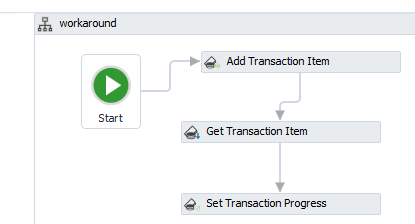 workaround
Add Transaction Item
Start
Get Transaction Item
Set Transaction Progress